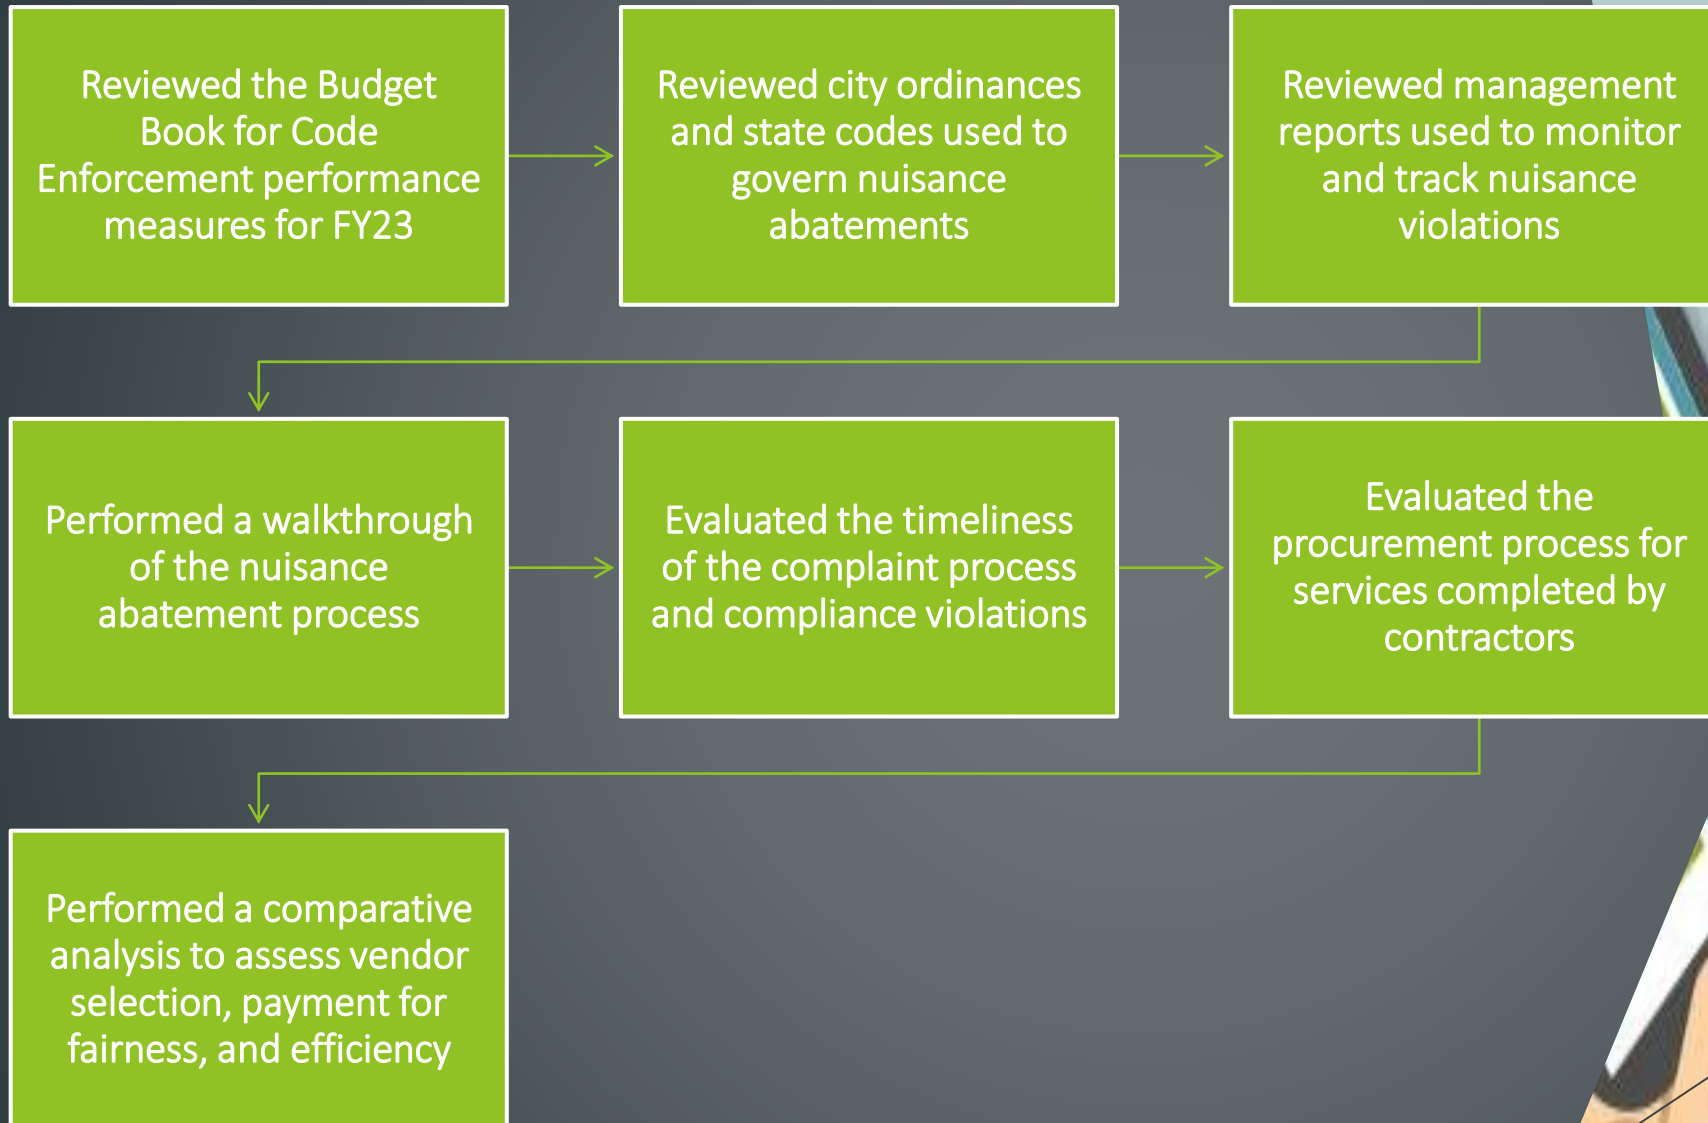 Reviewed the Budget
Book for Code
Enforcement performance
measures for FY23
Reviewed city ordinances
and state codes used to
govern nuisance
abatements
Reviewed management
reports used to monitor
and track nuisance
violations
Performed a walkthrough
of the nuisance
abatement process
Evaluated the timeliness
of the complaint process
and compliance violations
Evaluated the
procurement process for
services completed by
contractors
Performed a comparative
analysis to assess vendor
selection, payment for
fairness, and efficiency